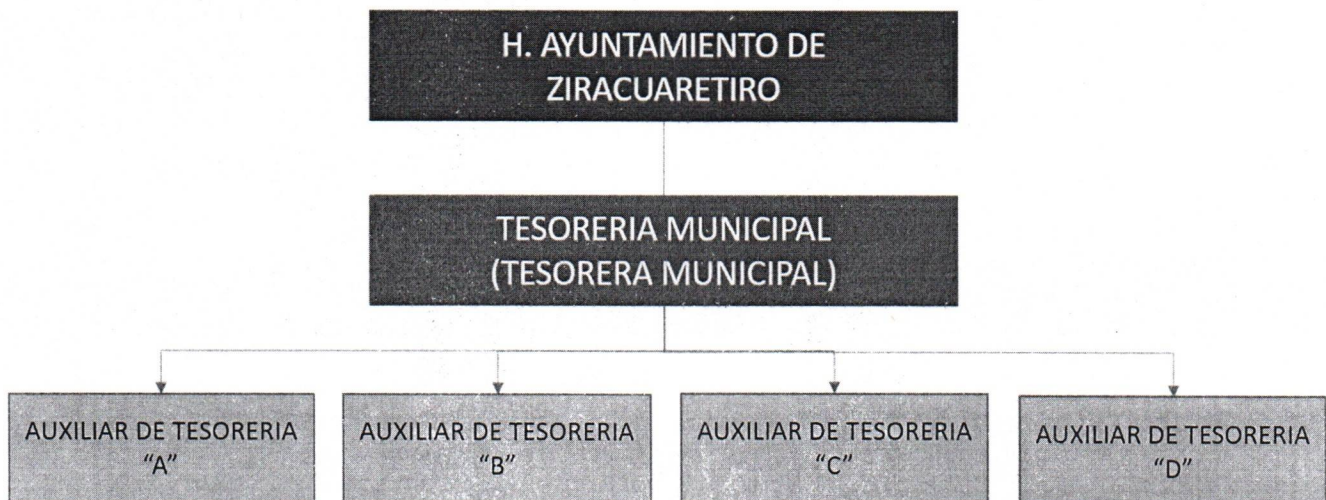 H. AYUNTAMIENTO DE
ZIRACUARETIRO
TESORERIA MUNICIPAL
(TESORERA MUNICIPAL)
AUXILIAR DE TESORERIA
“A”
AUXILIAR DE TESORERIA
“B”
AUXILIAR DE TESORERIA
“C”
AUXILIAR DE TESORERIA
“D”